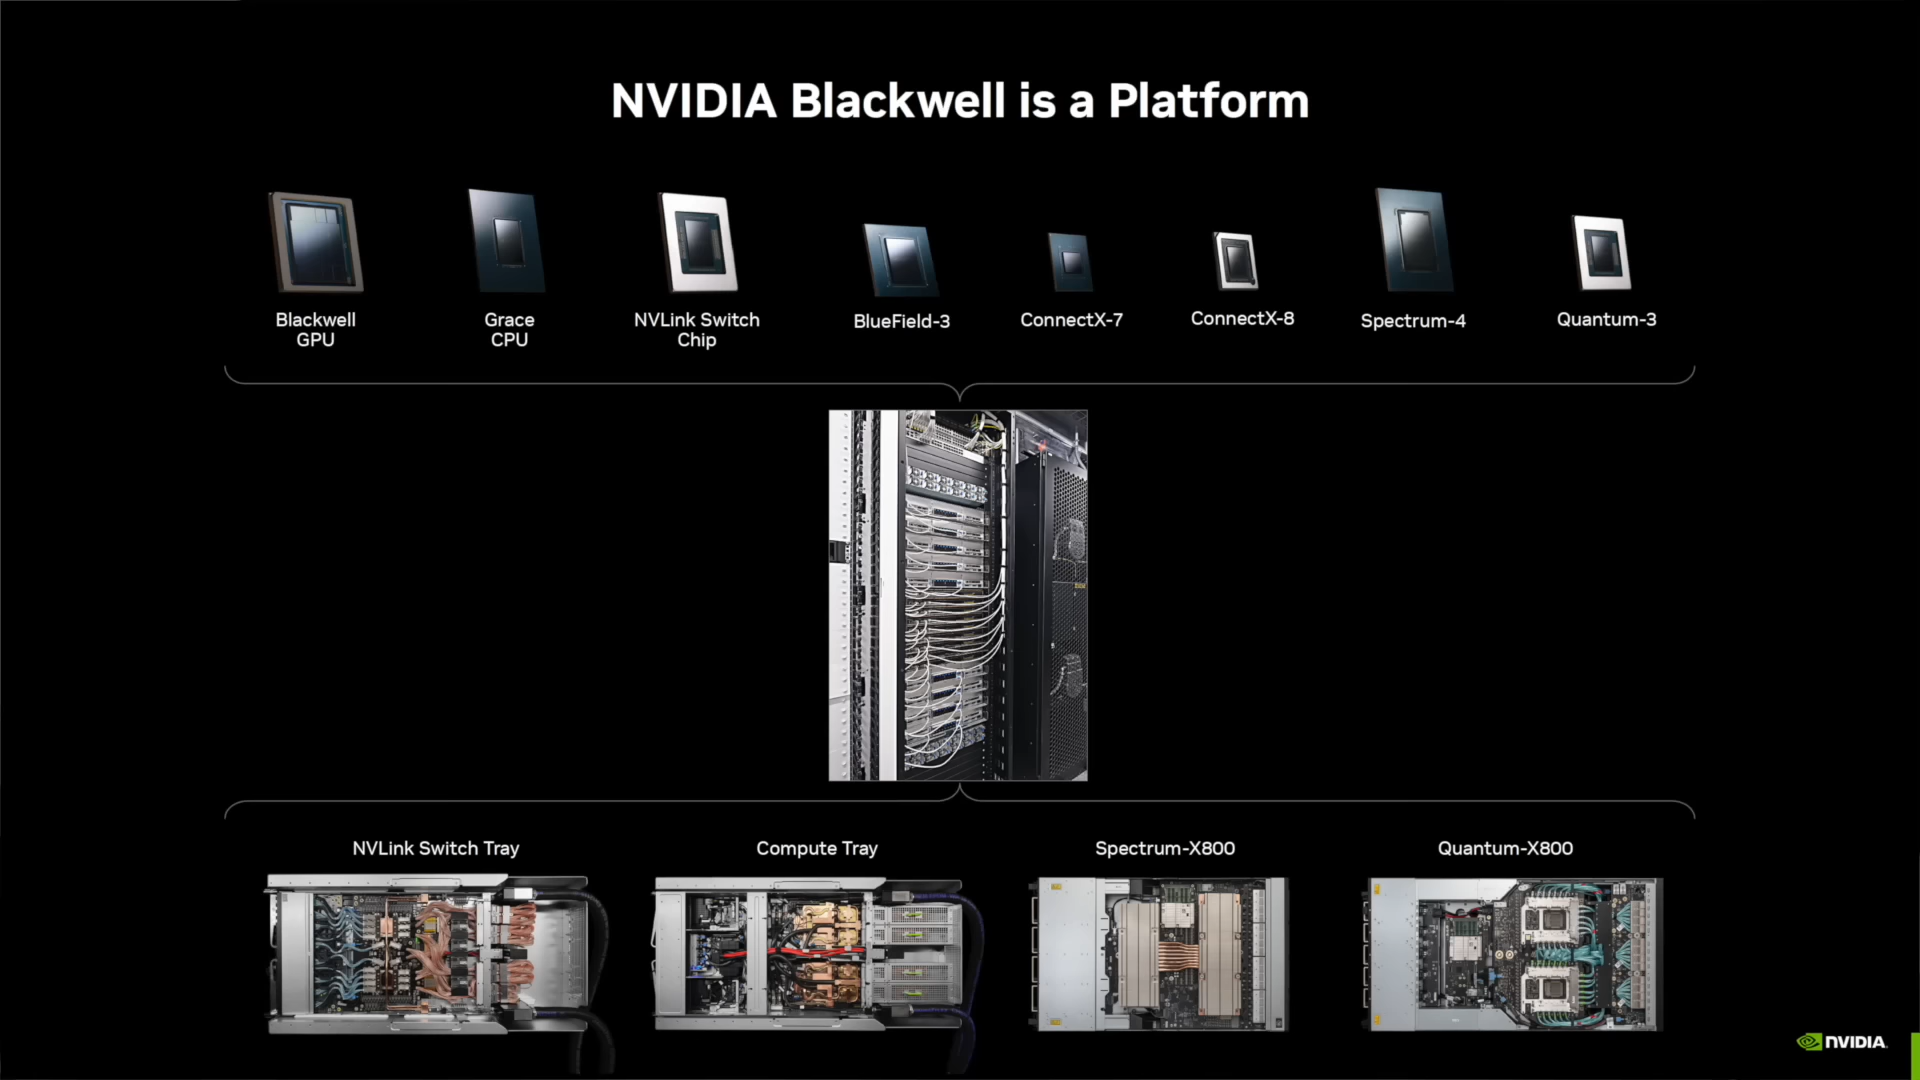 NVIDIA Blackwell is a Platform
Blackwell
GPU
Grace
CPU
NVLink Switch
Chip
BlueField-3
ConnectX-7
ConnectX-8
Spectrum-4
Quantum-3
NVLink Switch Tray
Compute Tray
Spectrum-X800
Quantum-X800
NVIDIA